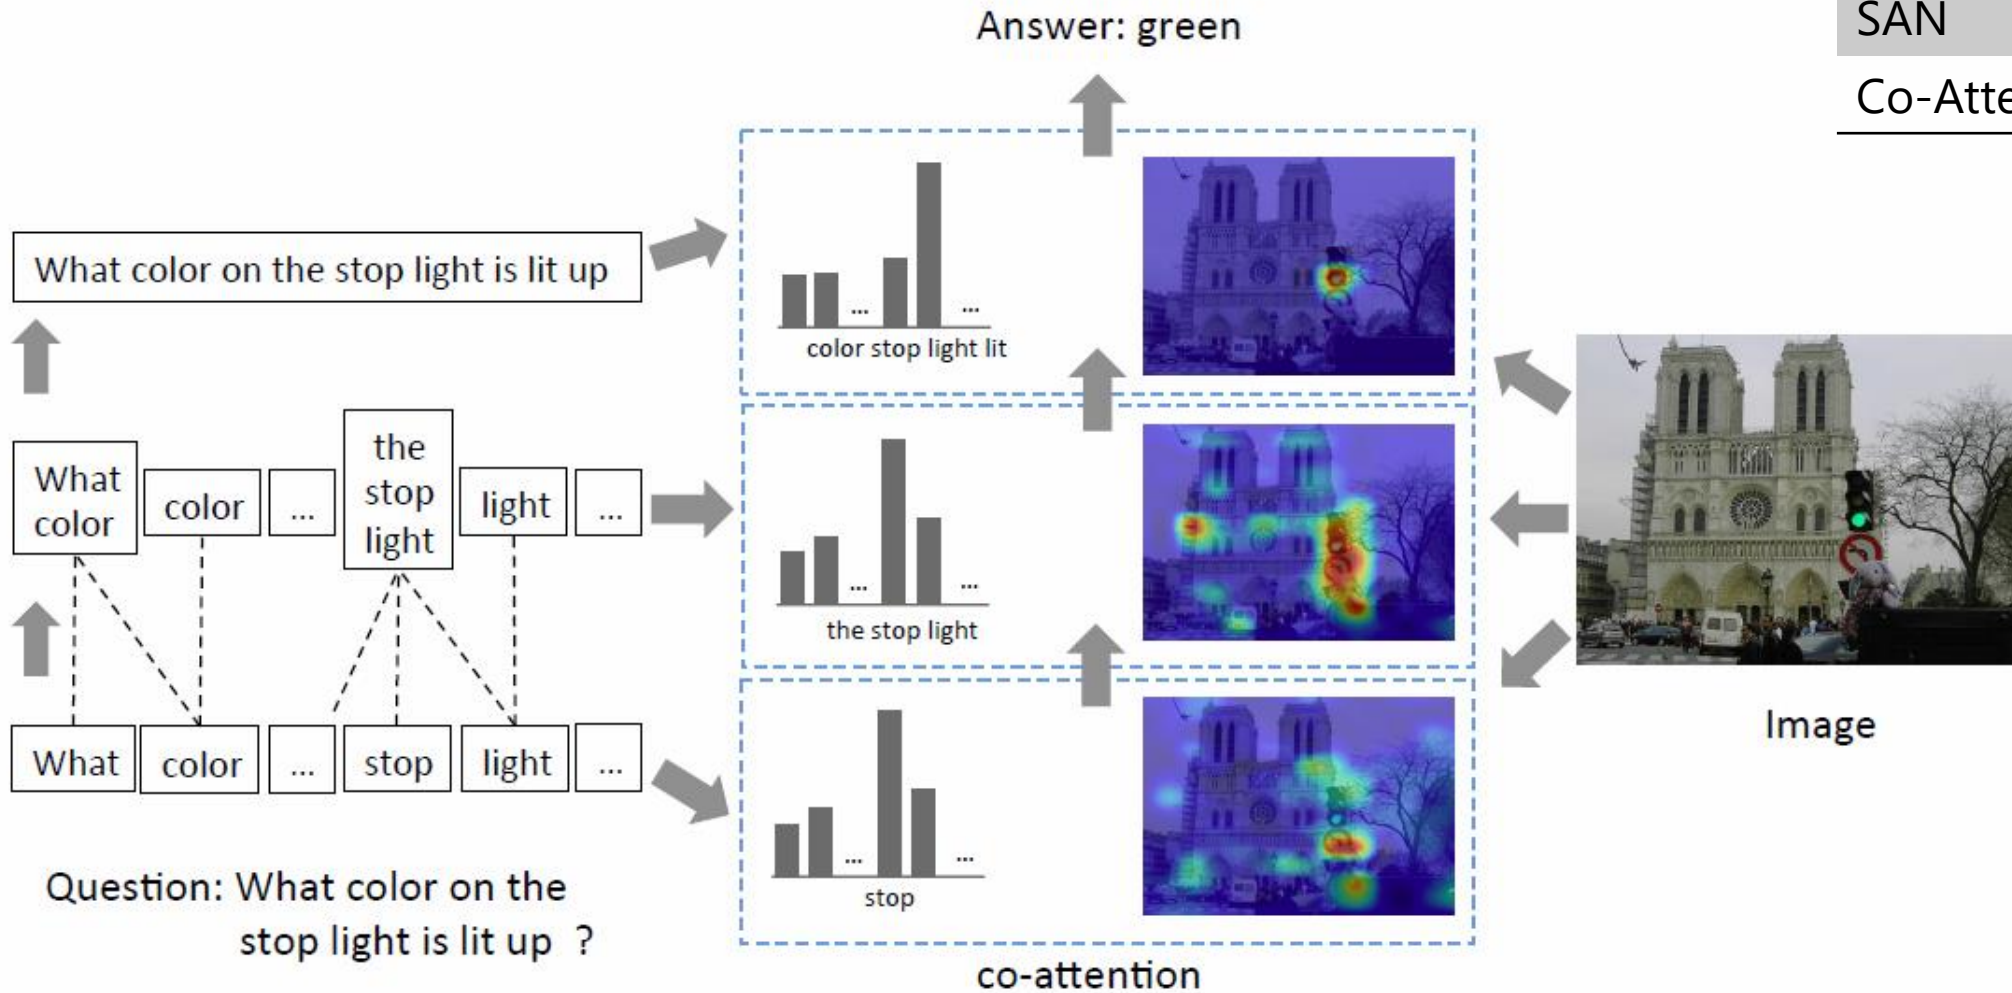 Answer: green
SAN
Co-Atte
What color on the stop light is lit up
... ...
color stop light lit
What
color
color
...
the
stop
light
light
...
... ...
the stop light
What
color
...
stop
light
...
... ...
stop
Image
Question: What color on the
stop light is lit up ?
co-attention